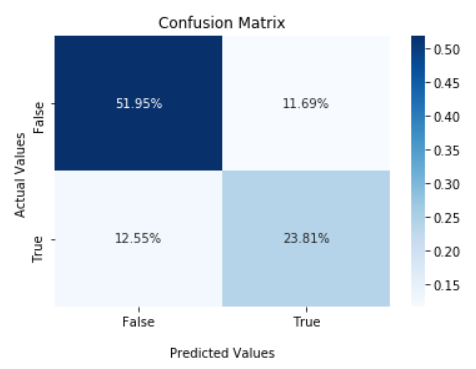 Confusion Matrix
Actual Values
False
True
51.95%
11.69%
12.55%
23.81%
False
True
Predicted Values
0.50
0.45
0.40
0.35
0.30
0.25
0.20
0.15